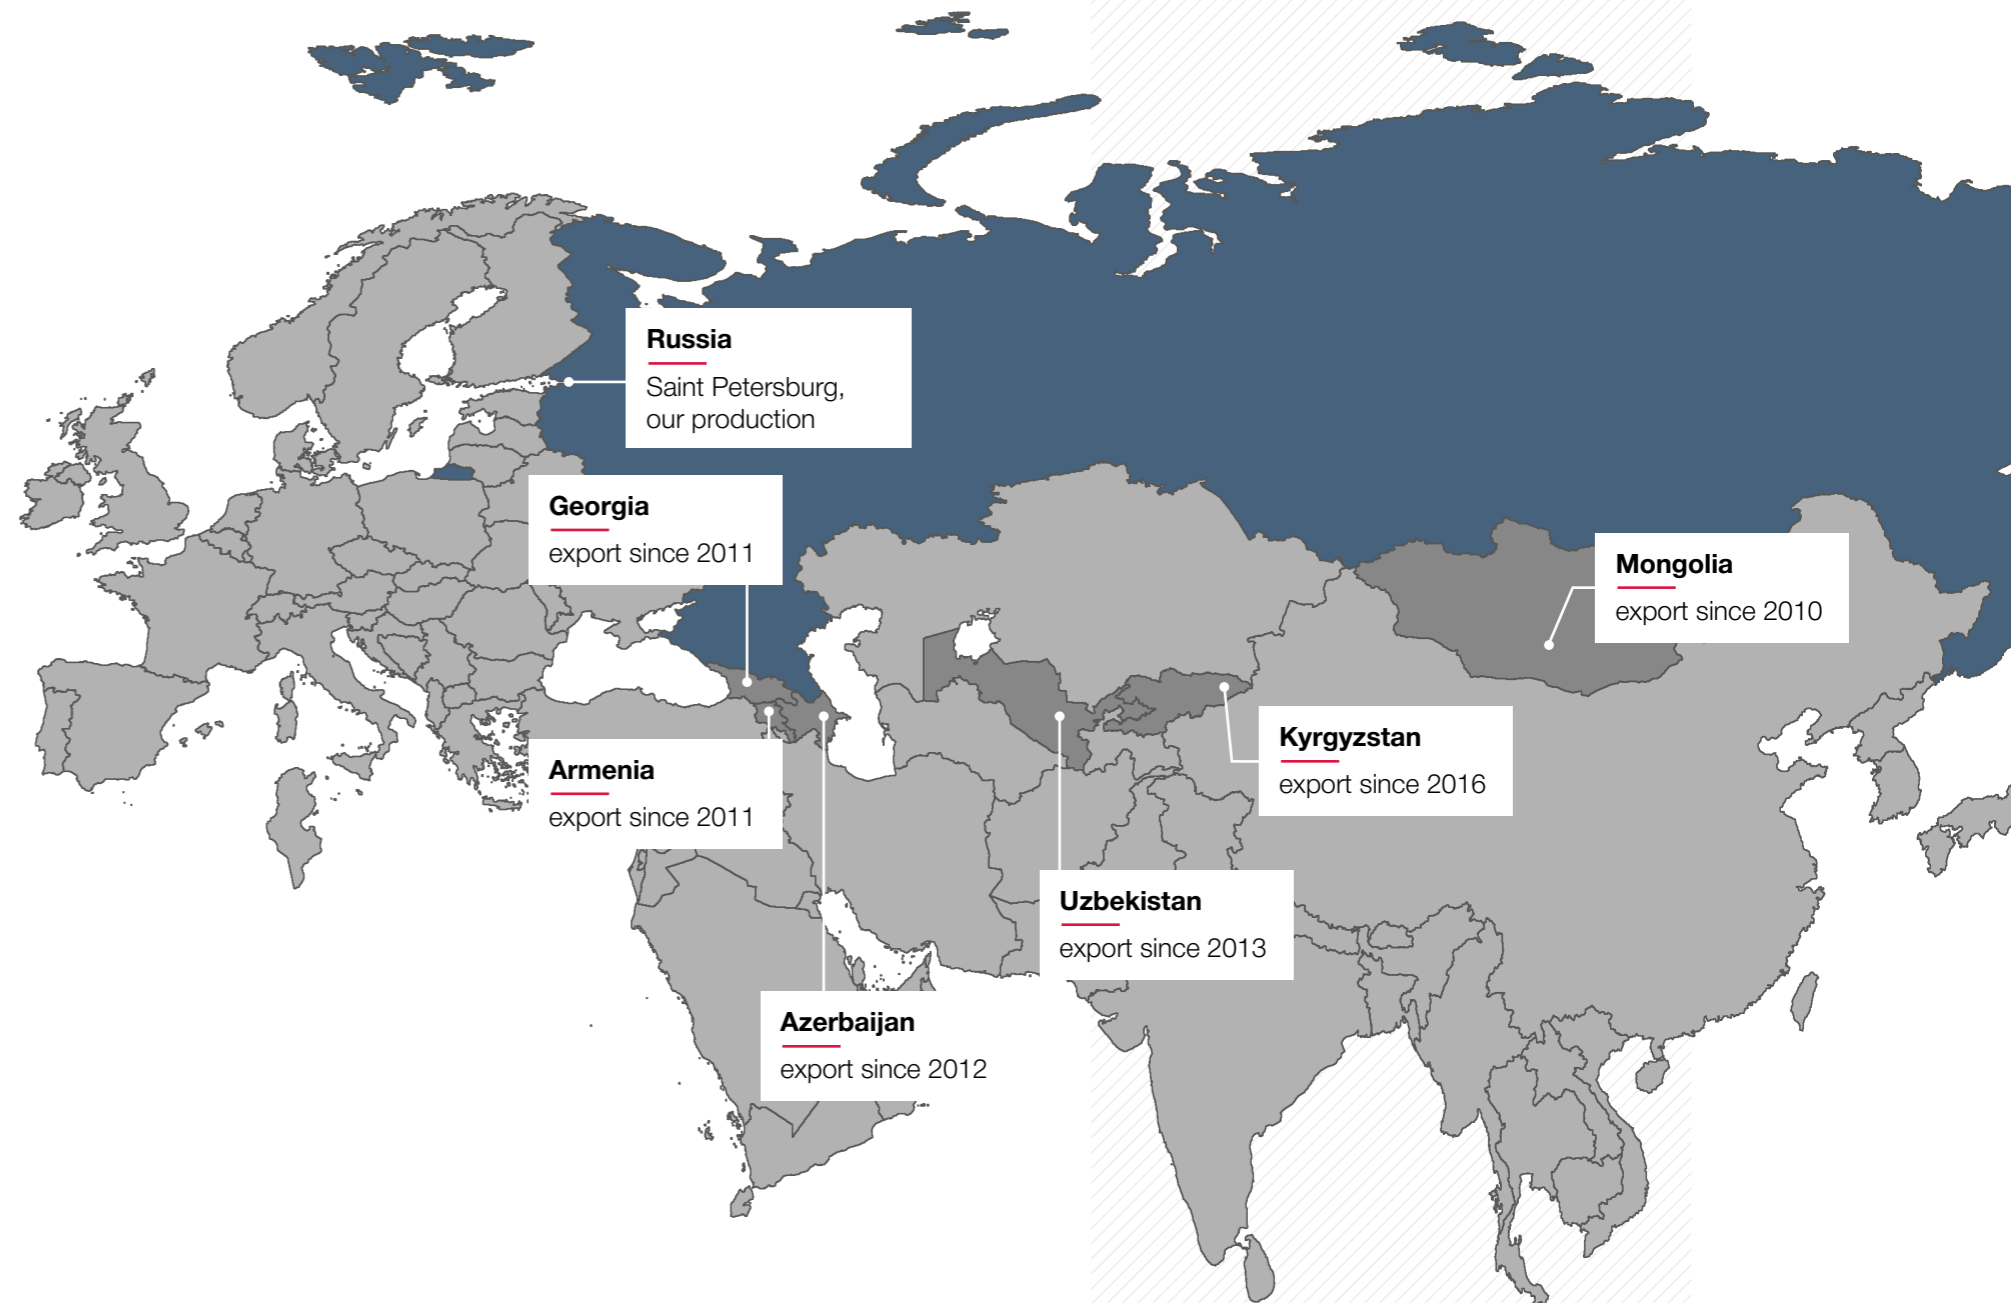 Russia
Saint Petersburg,
our production
Georgia
export since 2011
Mongolia
export since 2010
Armenia
export since 2011
Kyrgyzstan
export since 2016
Uzbekistan
export since 2013
Azerbaijan
export since 2012